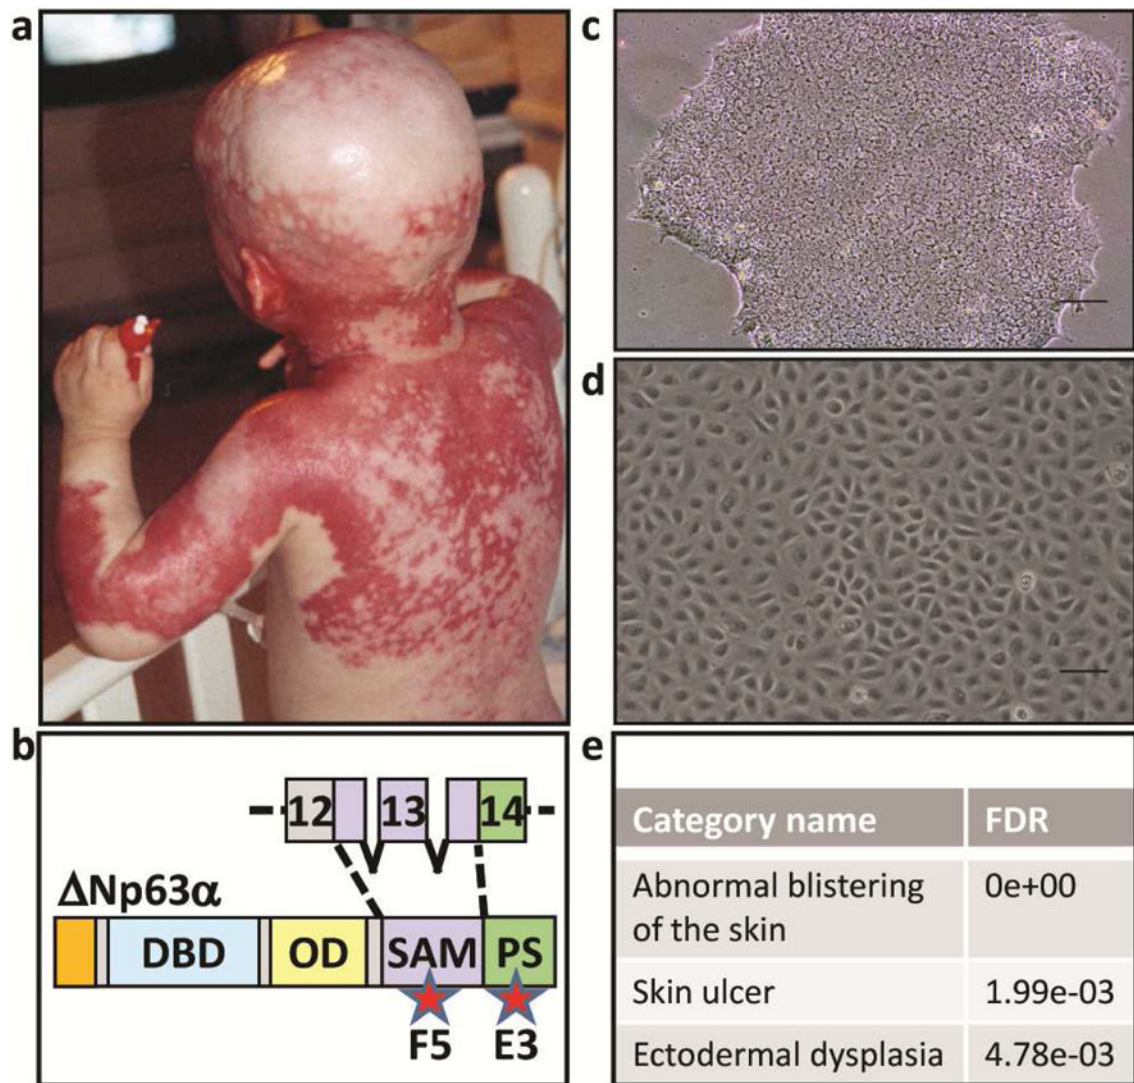 a
c
d
b
12 13 14
ΔNp63α
DBD OD SAM PS
F5 E3
e
Category name FDR
Abnormal blistering 0e+00
of the skin
Skin ulcer 1.99e-03
Ectodermal dysplasia 4.78e-03